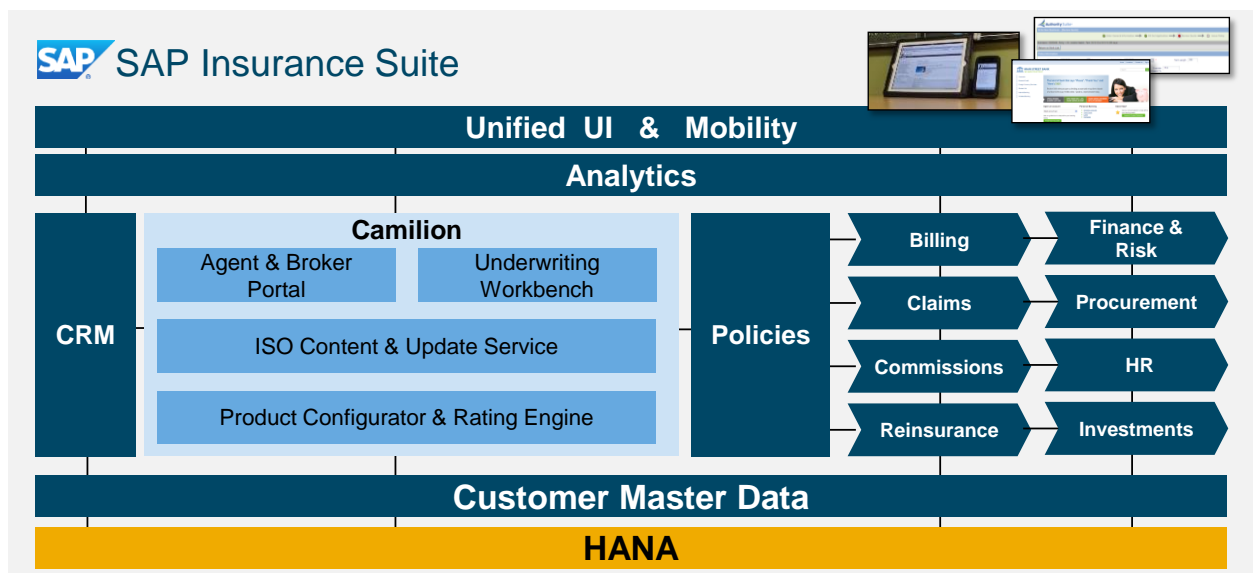 SAP
SAP Insurance Suite
Unified UI & Mobility
Analytics
CRM
Camilion
Agent & Broker
Portal
Underwriting
Workbench
ISO Content & Update Service
Product Configurator & Rating Engine
Policies
Billing
Claims
Commissions
Reinsurance
Finance &
Risk
Procurement
HR
Investments
Customer Master Data
HANA